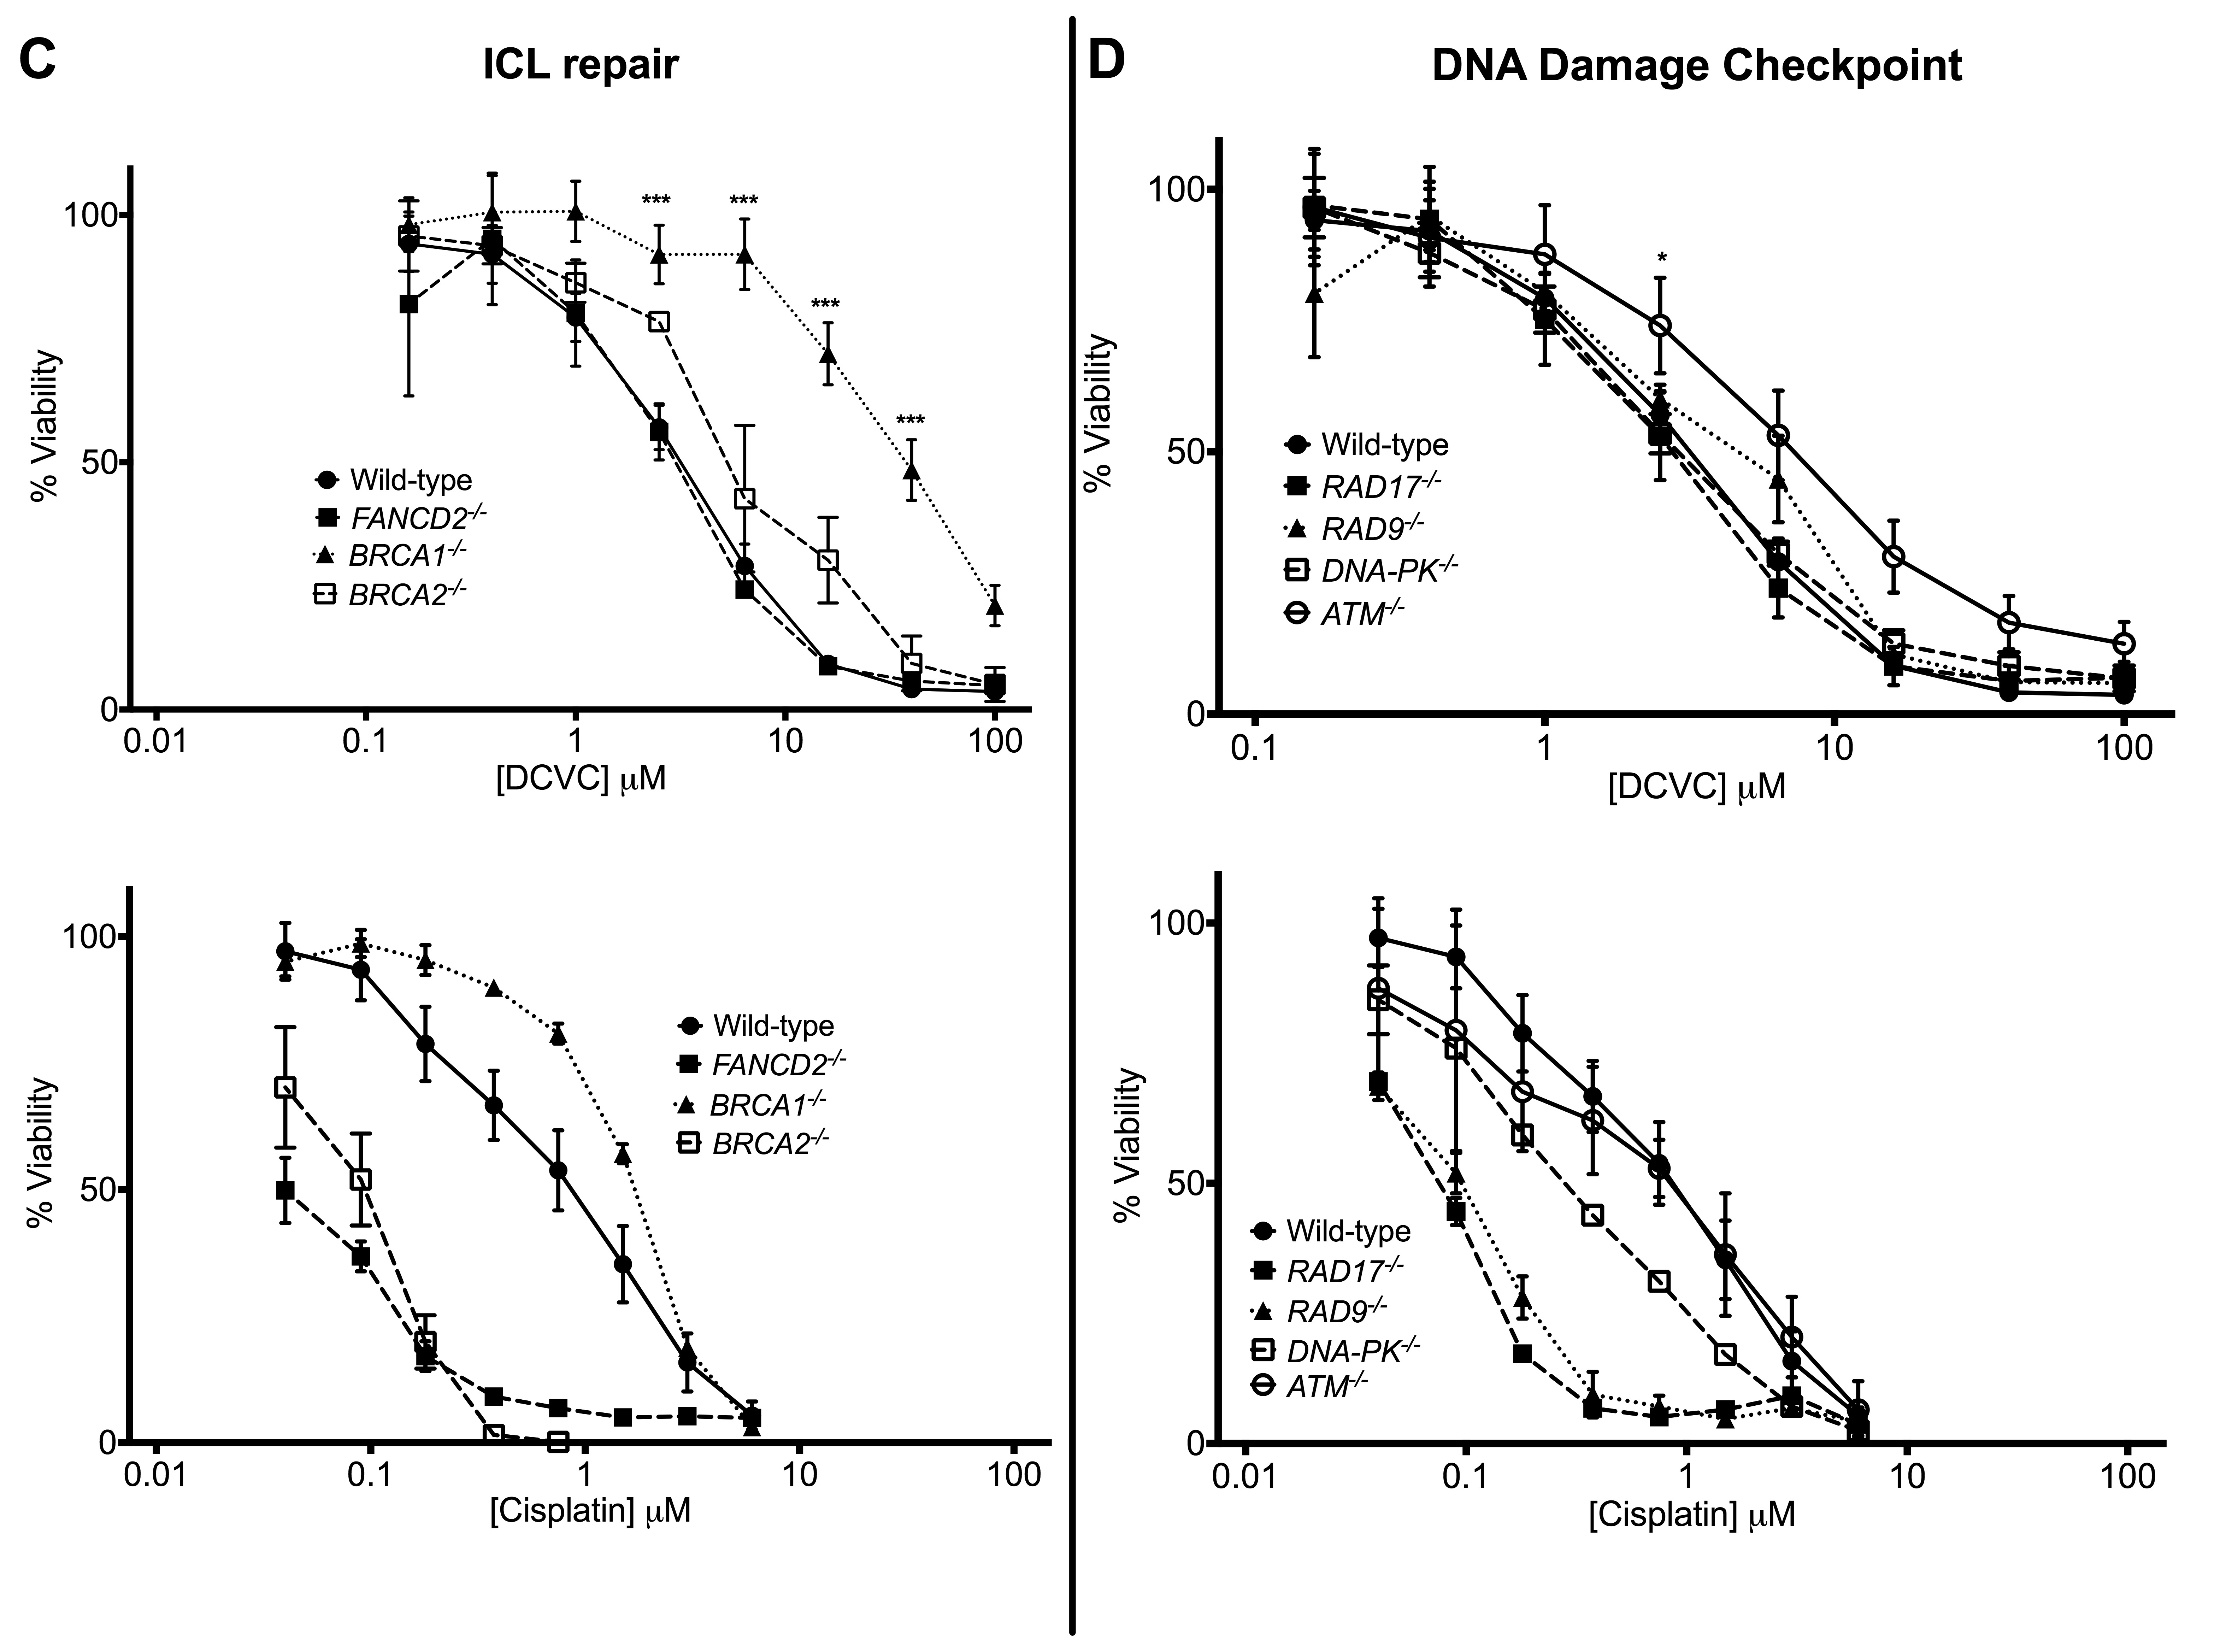 C
ICL repair
***
***
***
***
100
50
0
% Viability
Wild-type
FANCD2-/-
BRCA1-/-
BRCA2-/-
0.01 0.1 1 10 100
[DCVC] μM
100
50
0
% Viability
Wild-type
FANCD2-/-
BRCA1-/-
BRCA2-/-
0.01 0.1 1 10 100
[Cisplatin] μM
D
DNA Damage Checkpoint
*
100
50
0
% Viability
Wild-type
RAD17-/-
RAD9-/-
DNA-PK-/-
ATM-/-
0.1 1 10 100
[DCVC] μM
100
50
0
% Viability
Wild-type
RAD17-/-
RAD9-/-
DNA-PK-/-
ATM-/-
0.01 0.1 1 10 100
[Cisplatin] μM